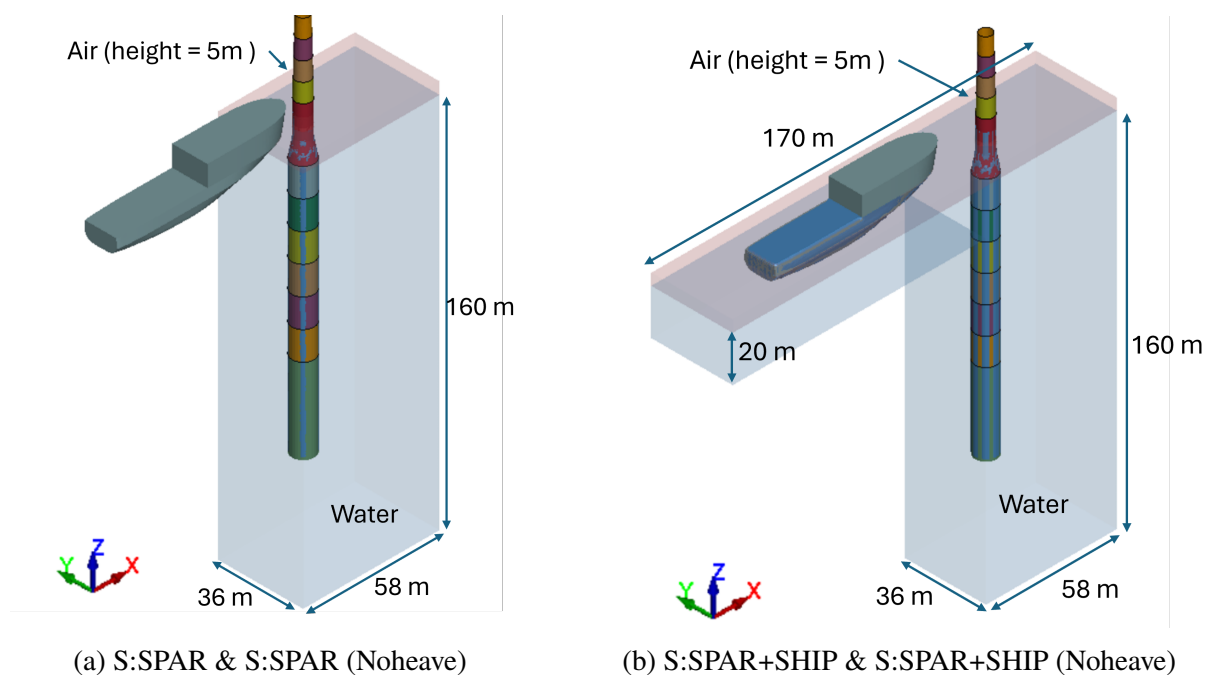 Air (height = 5m )
160 m
Water
36 m
58 m
Z
Y
X
(a) S:SPAR & S:SPAR (Noheave)
Air (height = 5m )
170 m
20 m
160 m
Water
36 m
58 m
Z
Y
X
(b) S:SPAR+SHIP & S:SPAR+SHIP (Noheave)